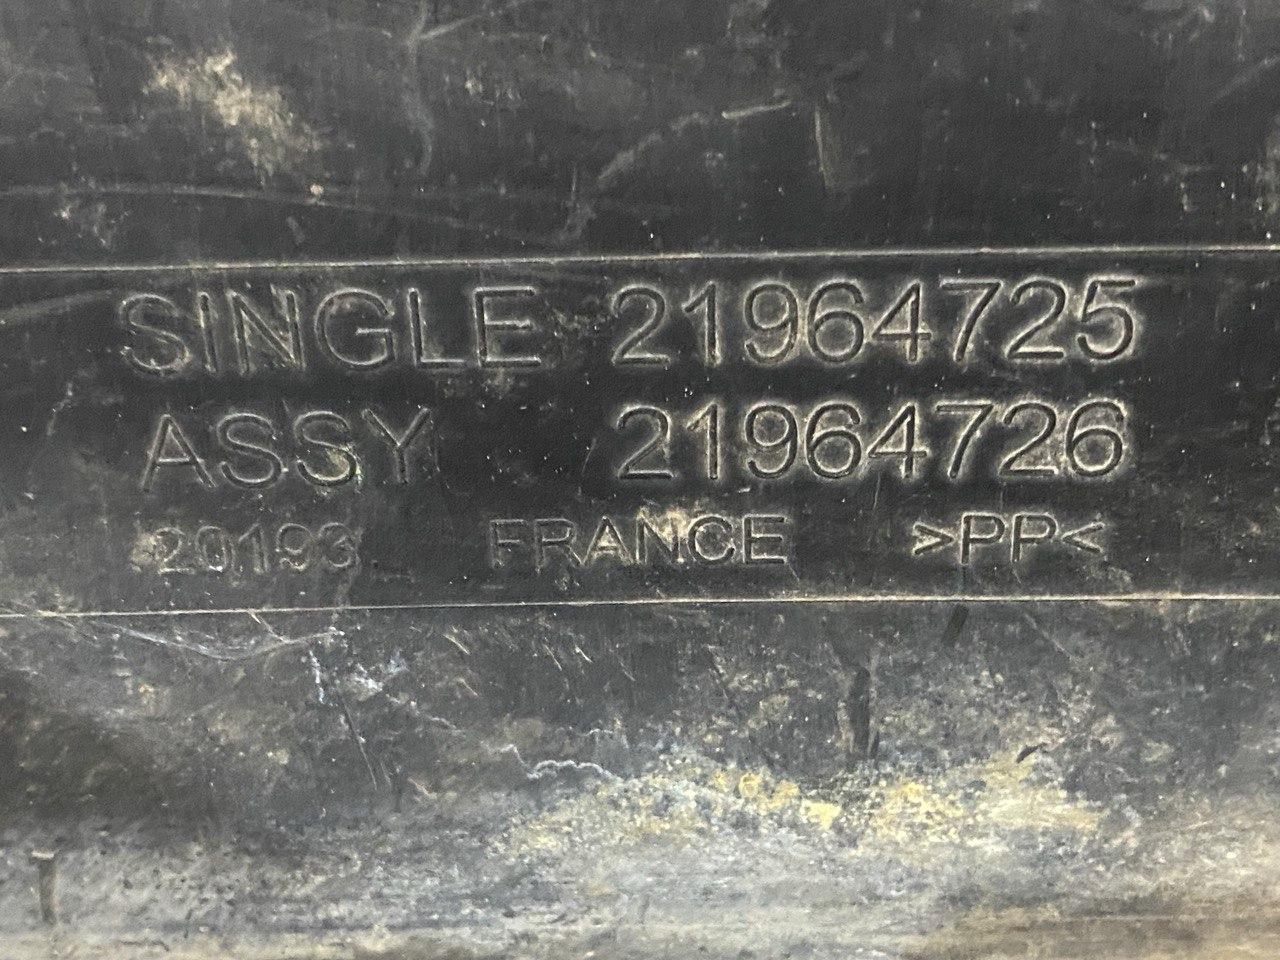 SINGLE 21964725
ASSY 21964726
20193 FRANCE >PP<